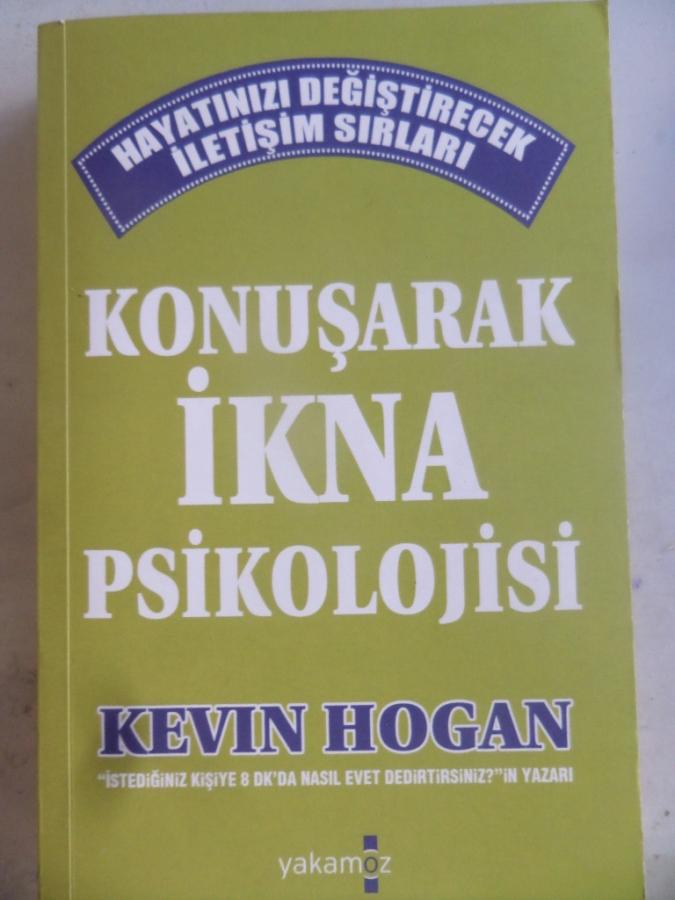 HAYATINIZI DEĞİŞTİRECEK
İLETİŞİM SIRLARI
KONUŞARAK
İKNA
PSİKOLOJİSİ
KEVIN HOGAN
"İSTEDİĞİNİZ KİŞİYE 8 DK'DA NASIL EVET DEDİRTİRSİNİZ?"İN YAZARI
yakamoz